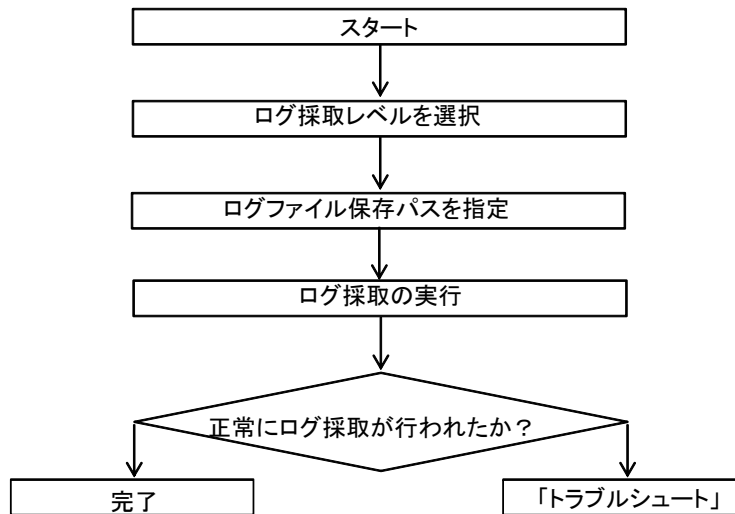 スタート
ログ採取レベルを選択
ログファイル保存パスを指定
ログ採取の実行
正常にログ採取が行われたか？
完了
「トラブルシュート」